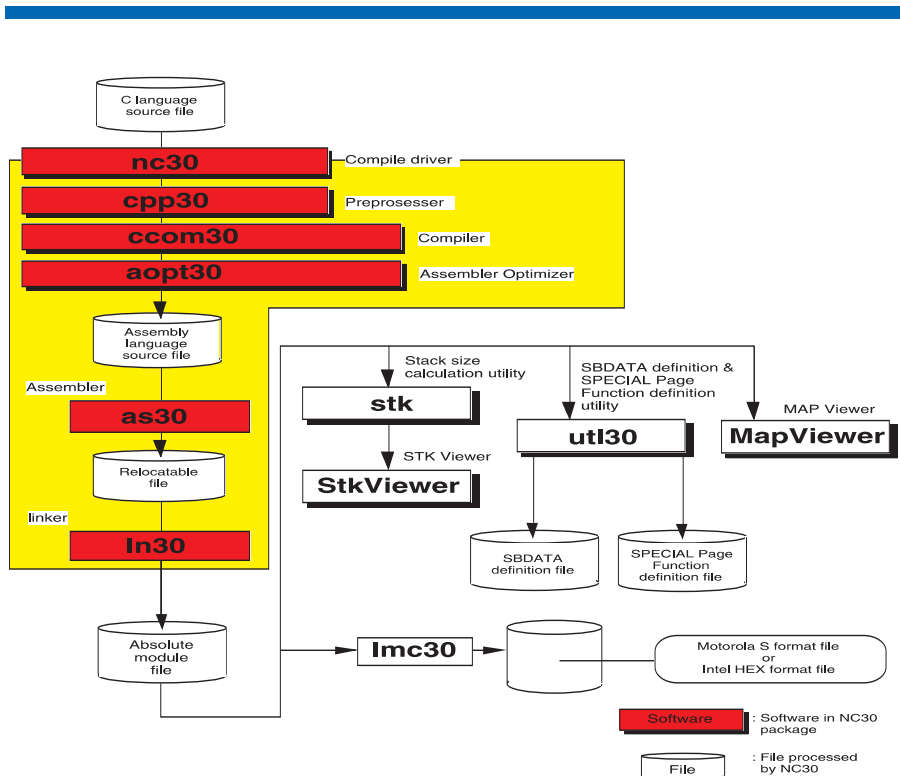 C language
source file
nc30
Compile driver
cpp30
Preprosesser
ccom30
Compiler
aopt30
Assembler Optimizer
Assembly
language
source file
Assembler
as30
Relocatable
file
linker
ln30
Absolute
module
file
Stack size
calculation utility
stk
STK Viewer
StkViewer
SBDATA definition &
SPECIAL Page
Function definition
utility
utl30
SBDATA
definition file
SPECIAL Page
Function
definition file
MAP Viewer
MapViewer
lmc30
Motorola S format file
or
Intel HEX format file
Software
: Software in NC30
package
File
: File processed
by NC30